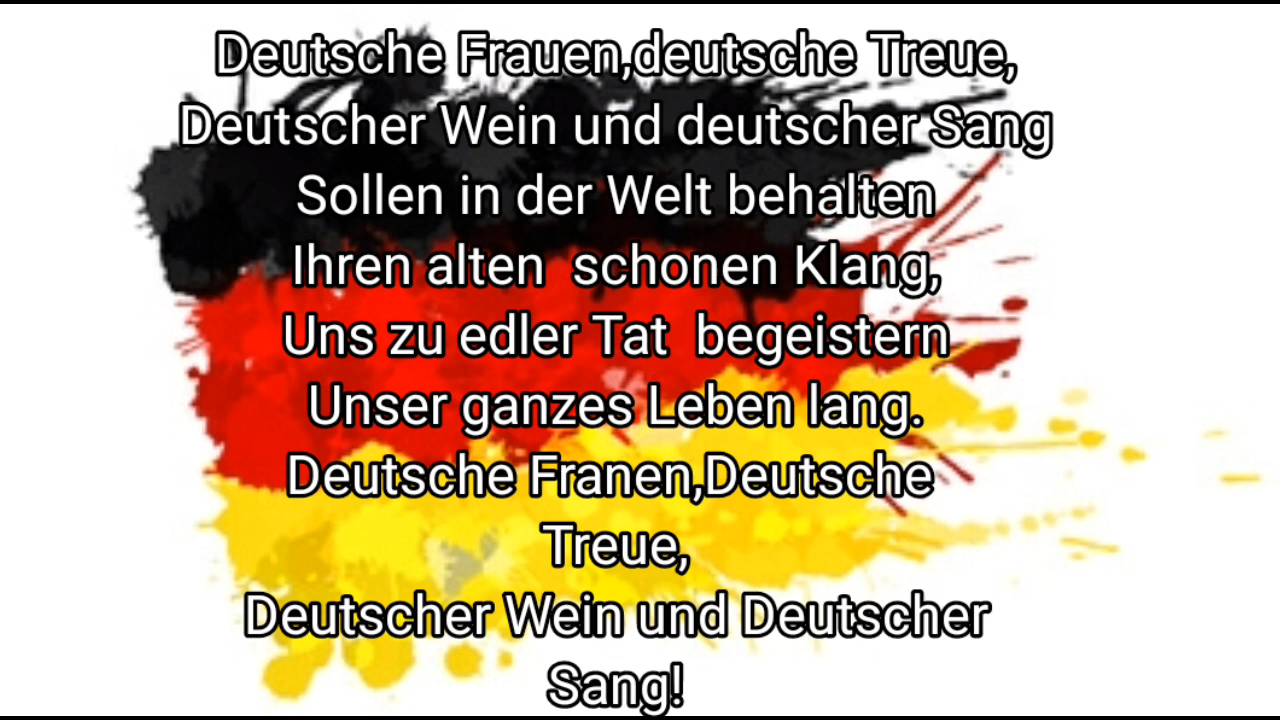 Deutsche Frauen,deutsche Treue,
Deutscher Wein und deutscher Sang
Sollen in der Welt behalten
Ihren alten schonen Klang,
Uns zu edler Tat begeistern
Unser ganzes Leben lang.
Deutsche Franen,Deutsche
Treue,
Deutscher Wein und Deutscher
Sang!